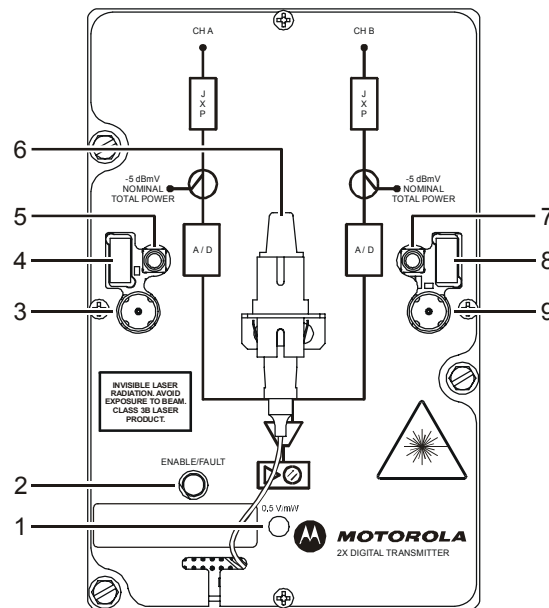 CH A
CH B
J
X
P
J
X
P
6
-5 dBmV
NOMINAL
TOTAL POWER
-5 dBmV
NOMINAL
TOTAL POWER
5
7
4
A / D
A / D
8
3
9
INVISIBLE LASER
RADIATION. AVOID
EXPOSURE TO BEAM.
CLASS 3B LASER
PRODUCT.
ENABLE/FAULT
2
1
0.5 V/mW
MOTOROLA
2X DIGITAL TRANSMITTER